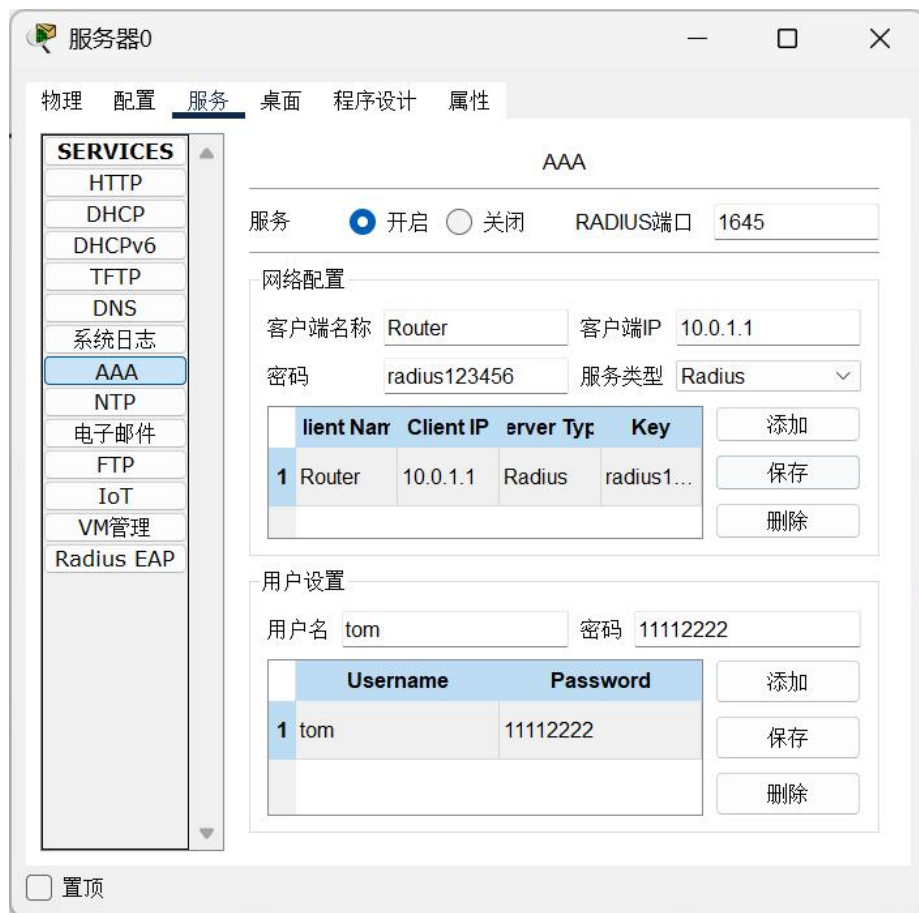 服务器0
物理 配置 服务 桌面 程序设计 属性
SERVICES
HTTP
DHCP
DHCPv6
TFTP
DNS
系统日志
AAA
NTP
电子邮件
FTP
IoT
VM管理
Radius EAP
AAA
服务 开启 关闭 RADIUS端口 1645
网络配置
客户端名称 Router 客户端IP 10.0.1.1
密码 radius123456 服务类型 Radius
lient Nam Client IP erver Typ Key
1 Router 10.0.1.1 Radius radius1...
添加
保存
删除
用户设置
用户名 tom 密码 11112222
Username Password
1 tom 11112222
添加
保存
删除
置顶